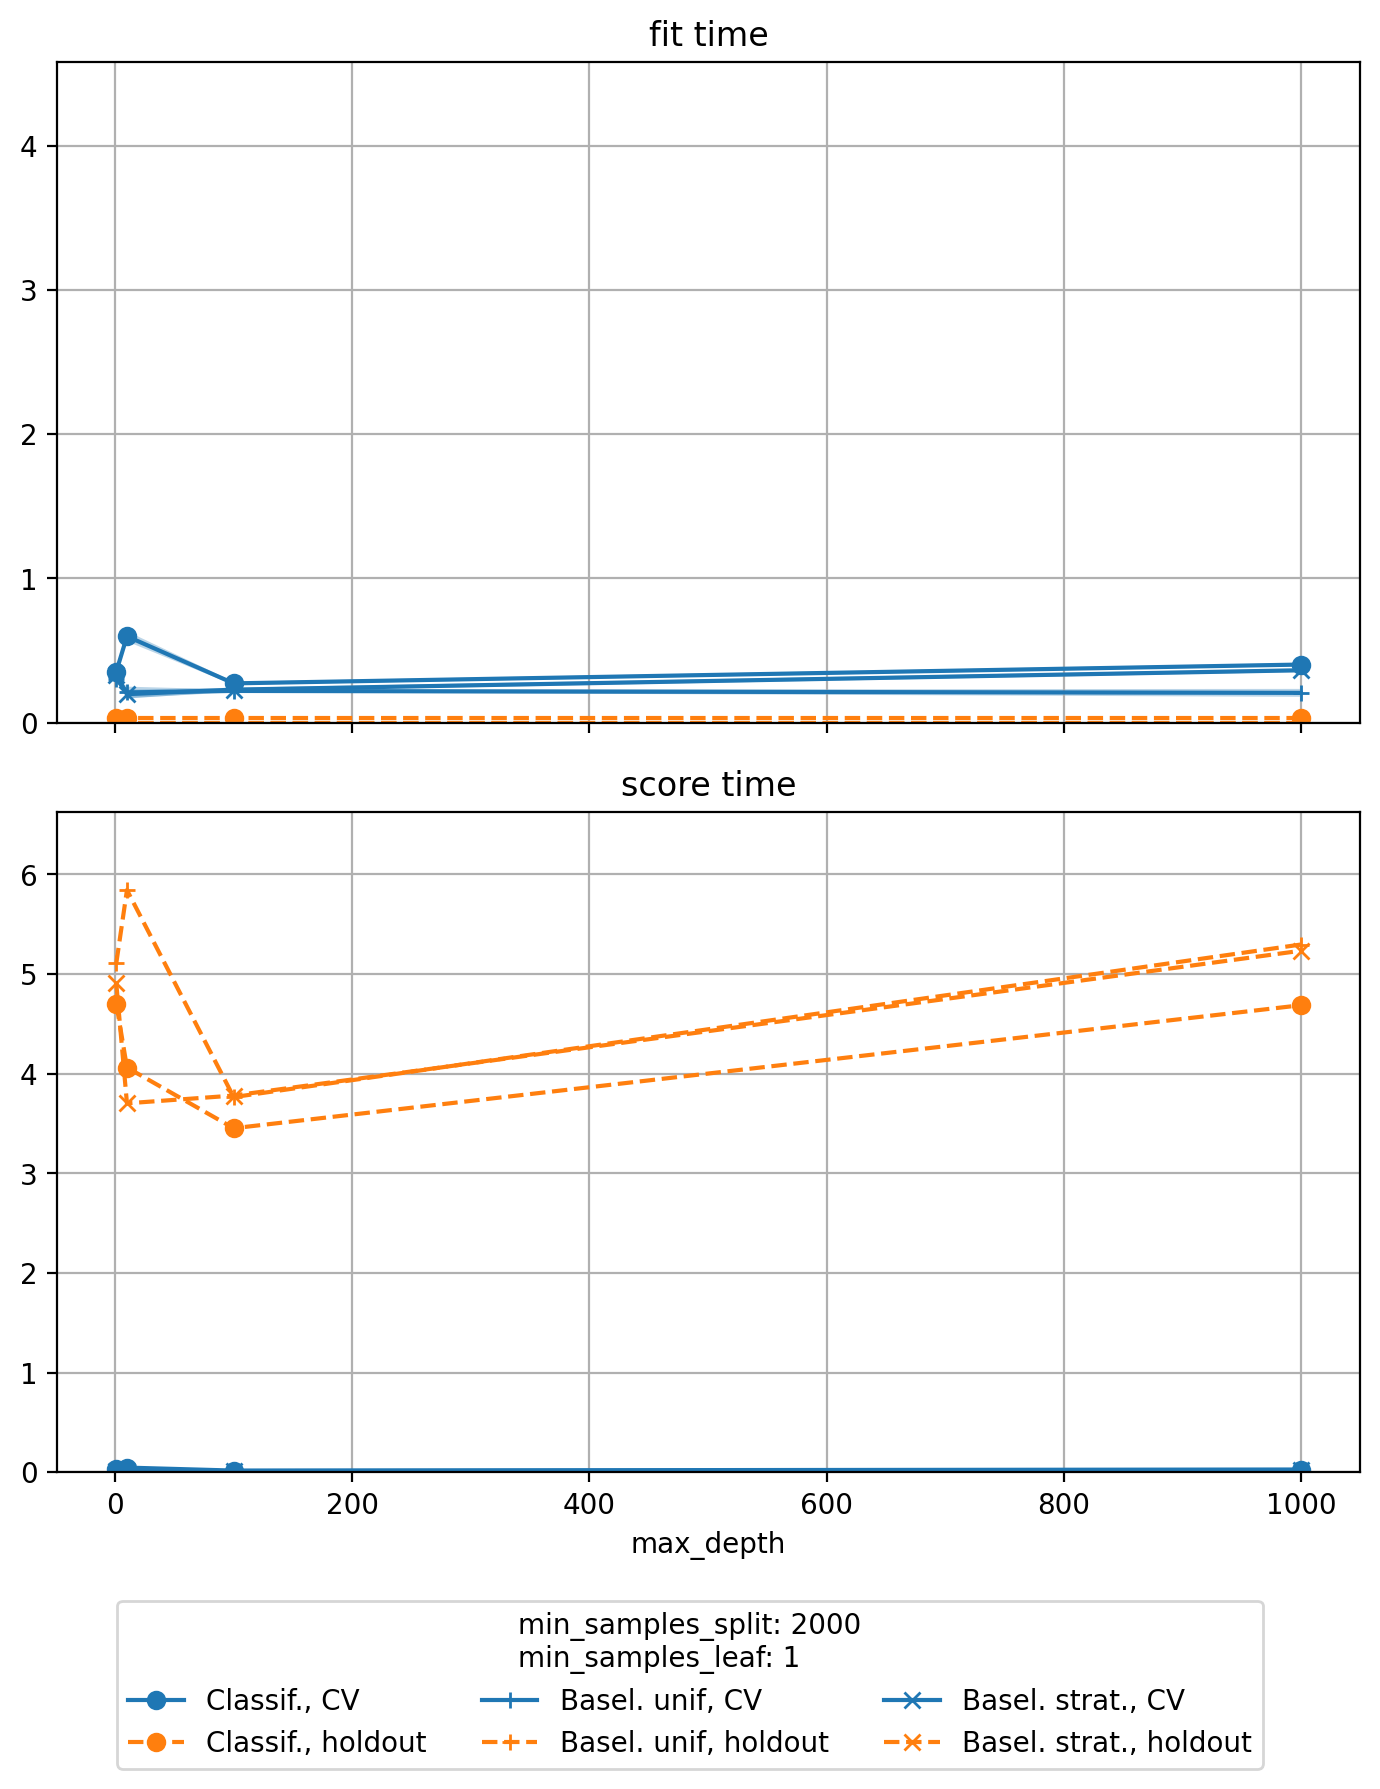 fit time
4
3
2
1
0
score time
6
5
4
3
2
1
0
0 200 400 600 800 1000
max_depth
min_samples_split: 2000
min_samples_leaf: 1
Classif., CV Basel. unif, CV Basel. strat., CV
Classif., holdout Basel. unif, holdout Basel. strat., holdout